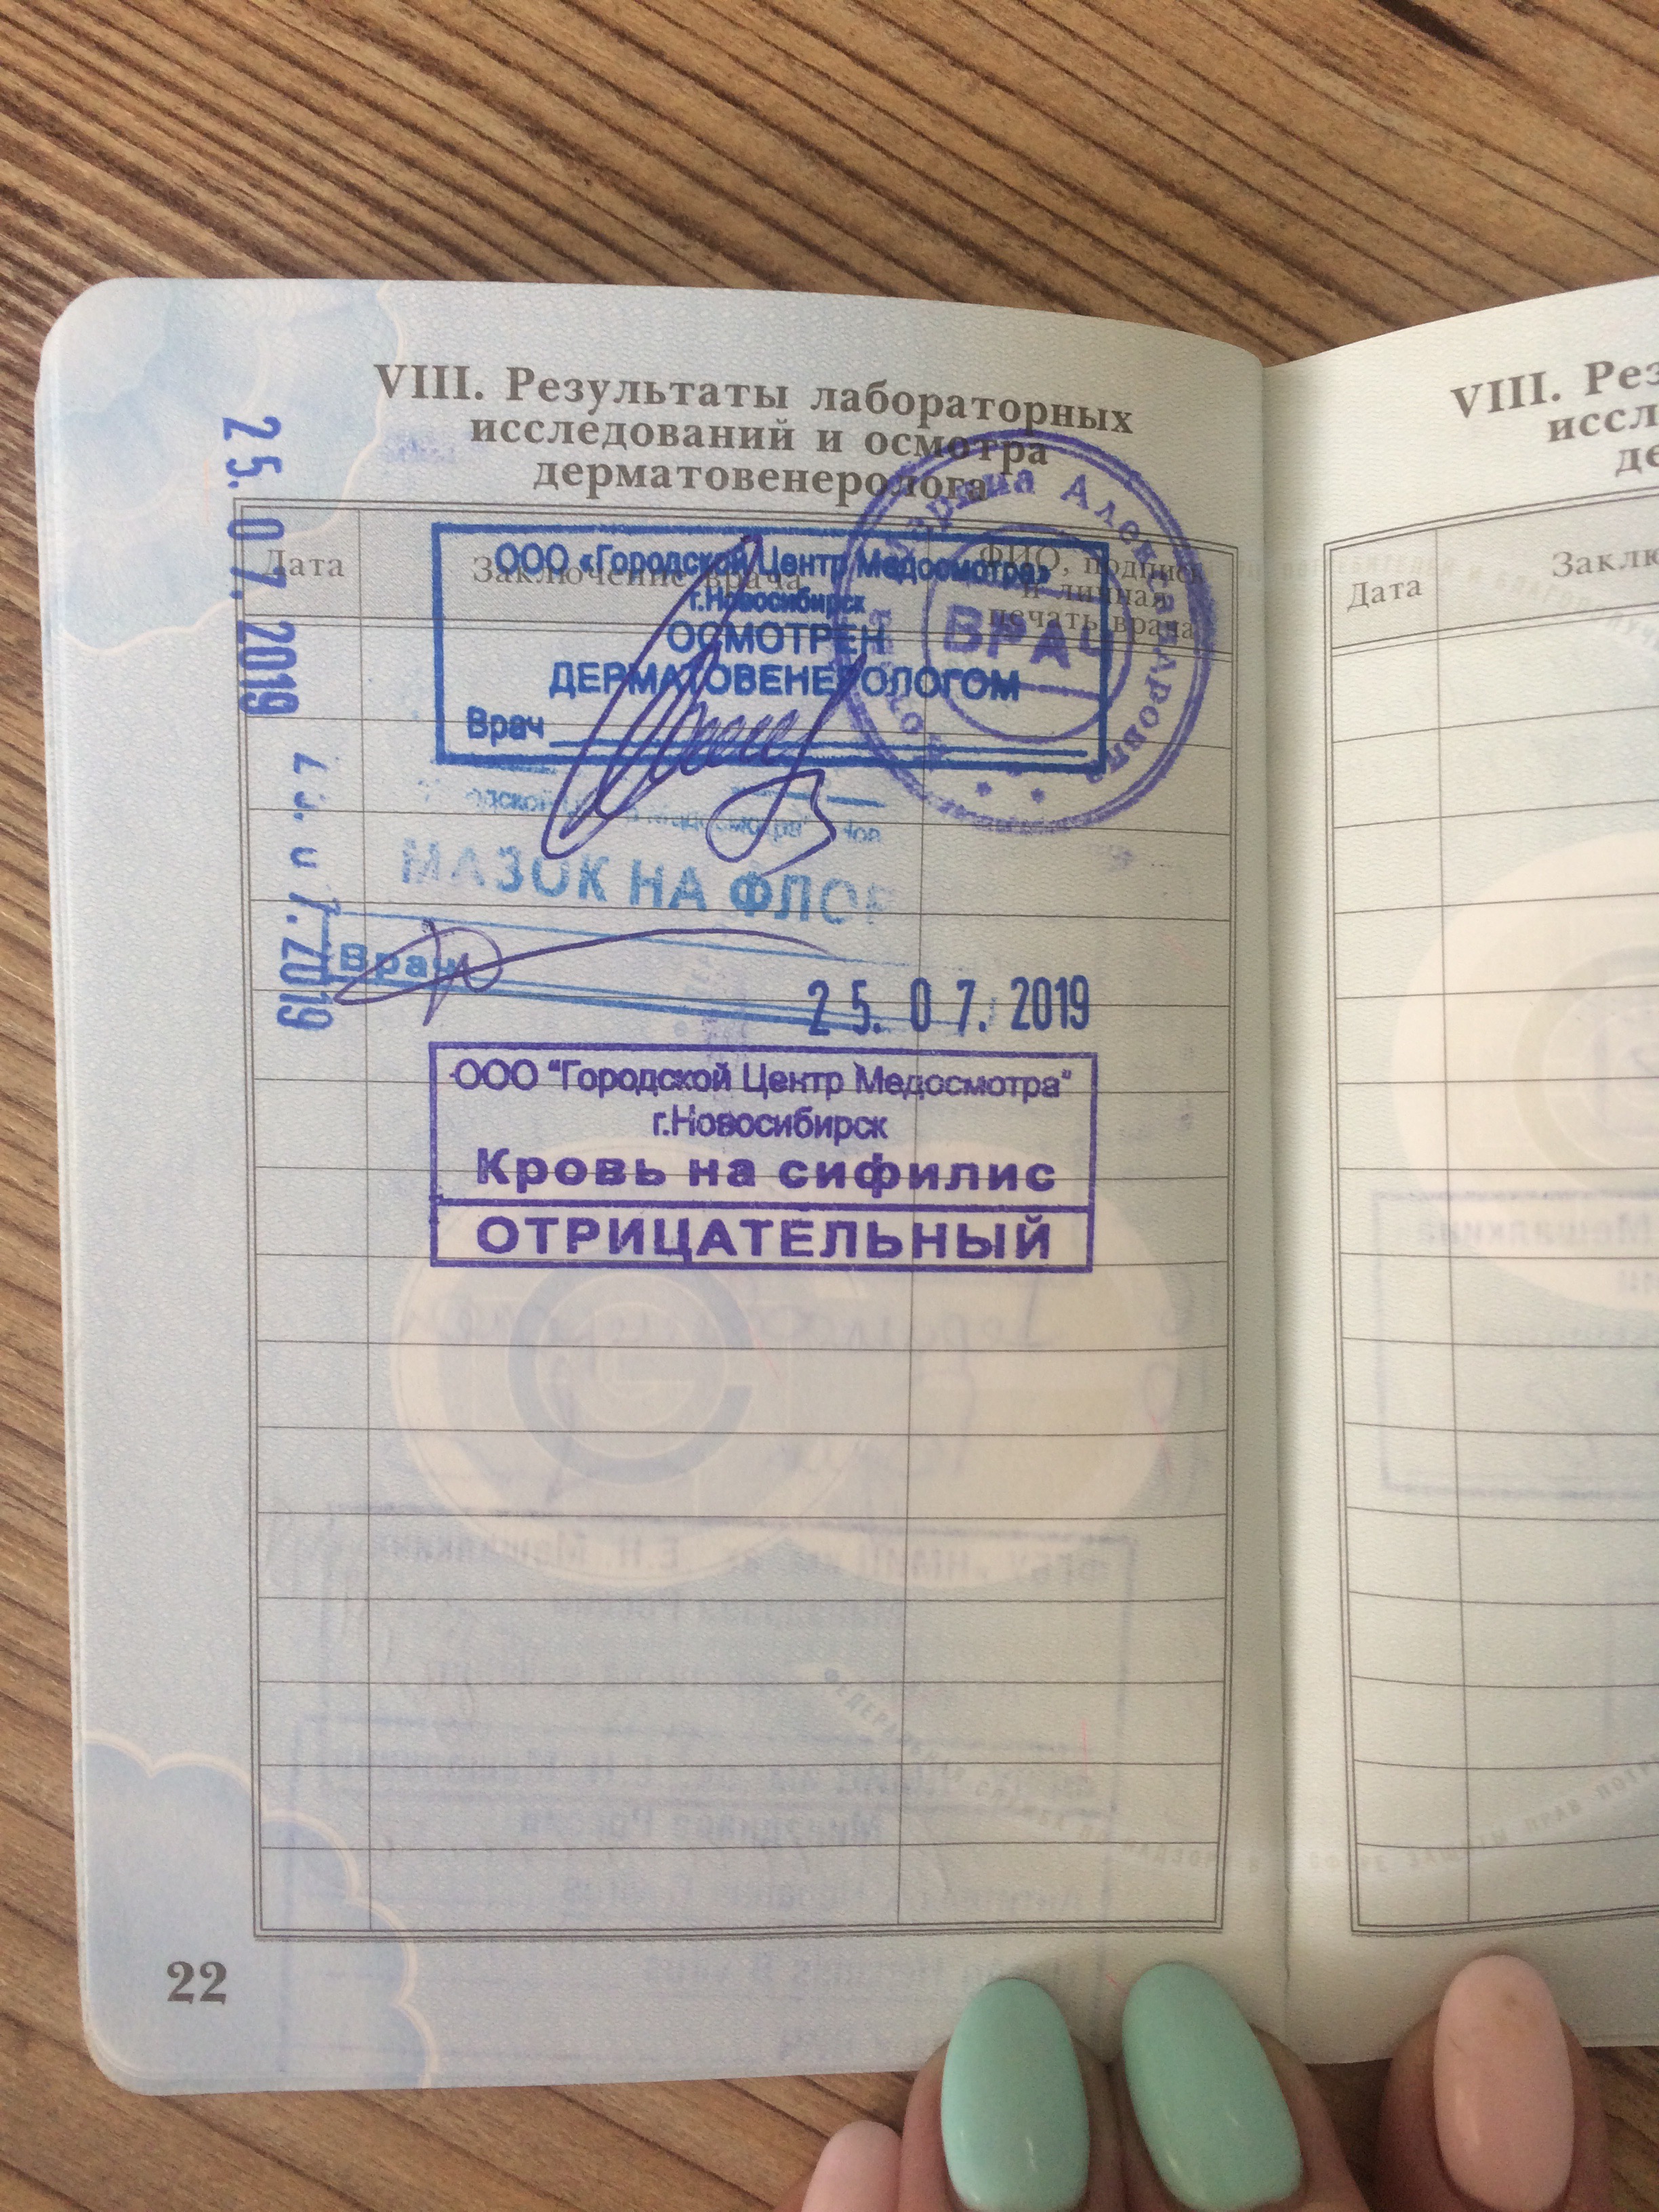 VIII. Результаты лабораторных
исследований и осмотра
дерматовенеролога
Дата
Заключение врача
ФИО, подпись
и личная
печать врача
25. 07. 2019
ООО «Городской Центр Медосмотра»
г.Новосибирск
ОСМОТРЕН
ДЕРМАТОВЕНЕРОЛОГОМ
Врач
ВРАЧ
МАЗОК НА ФЛОР
Врач
2019
25. 07. 2019
ООО "Городской Центр Медосмотра"
г.Новосибирск
Кровь на сифилис
ОТРИЦАТЕЛЬНЫЙ
22
VIII. Рез
иссл
де
Дата
Заклю